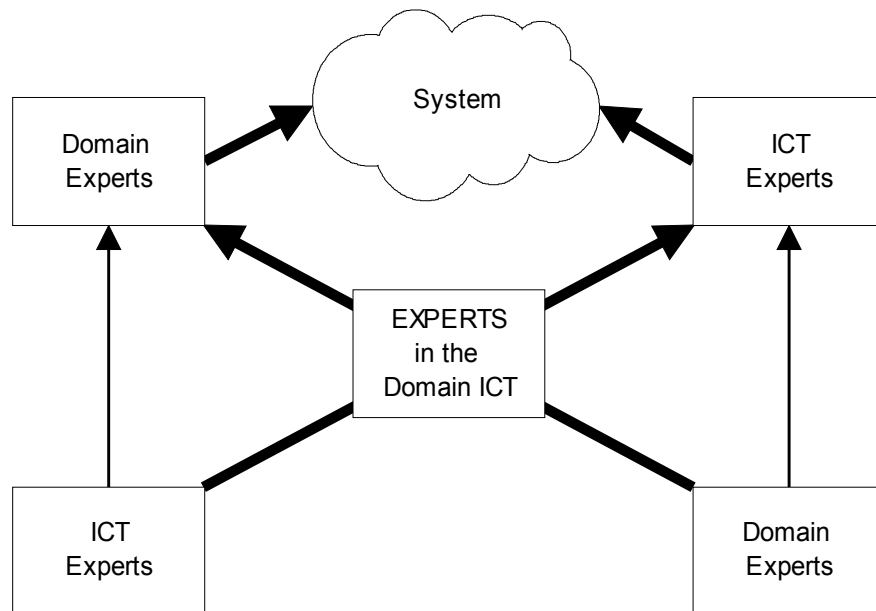 System
Domain
Experts
ICT
Experts
EXPERTS
in the
Domain ICT
ICT
Experts
Domain
Experts